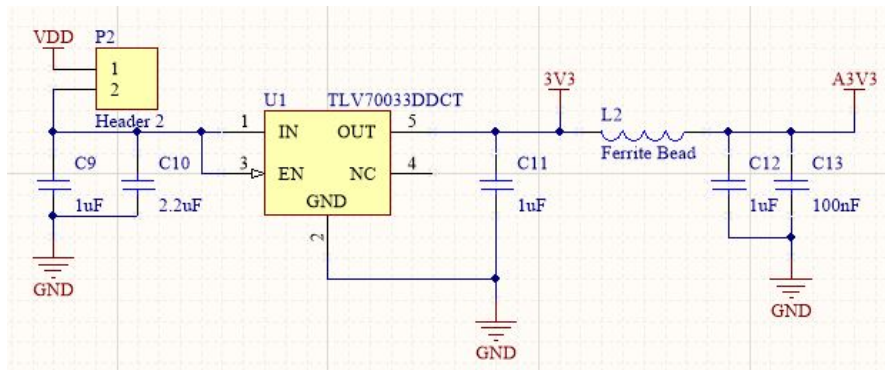 VDD
P2
1
2
Header 2
U1
TLV70033DDCT
1
IN
OUT
5
3
EN
NC
4
GND
2
C9
1uF
C10
2.2uF
GND
C11
1uF
GND
3V3
L2
Ferrite Bead
A3V3
C12
1uF
C13
100nF
GND